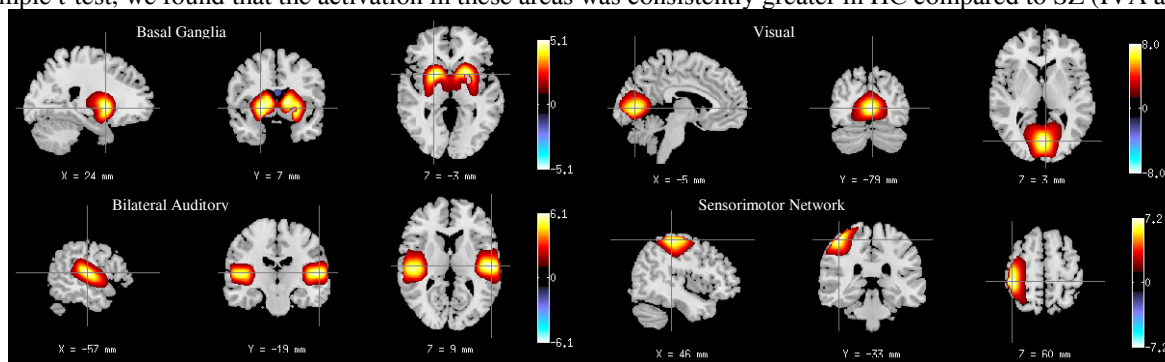 mple t-test, we found that the activation in these areas was consistently greater in HC compared to SZ (IVA a
Basal Ganglia
5.1
0
-5.1
X = 24 mm
Y = 7 mm
Z = -3 mm
Visual
8.0
0
-8.0
X = -5 mm
Y = -79 mm
Z = 3 mm
Bilateral Auditory
6.1
0
-6.1
X = -57 mm
Y = -19 mm
Z = 9 mm
Sensorimotor Network
7.2
0
-7.2
X = 46 mm
Y = -33 mm
Z = 60 mm